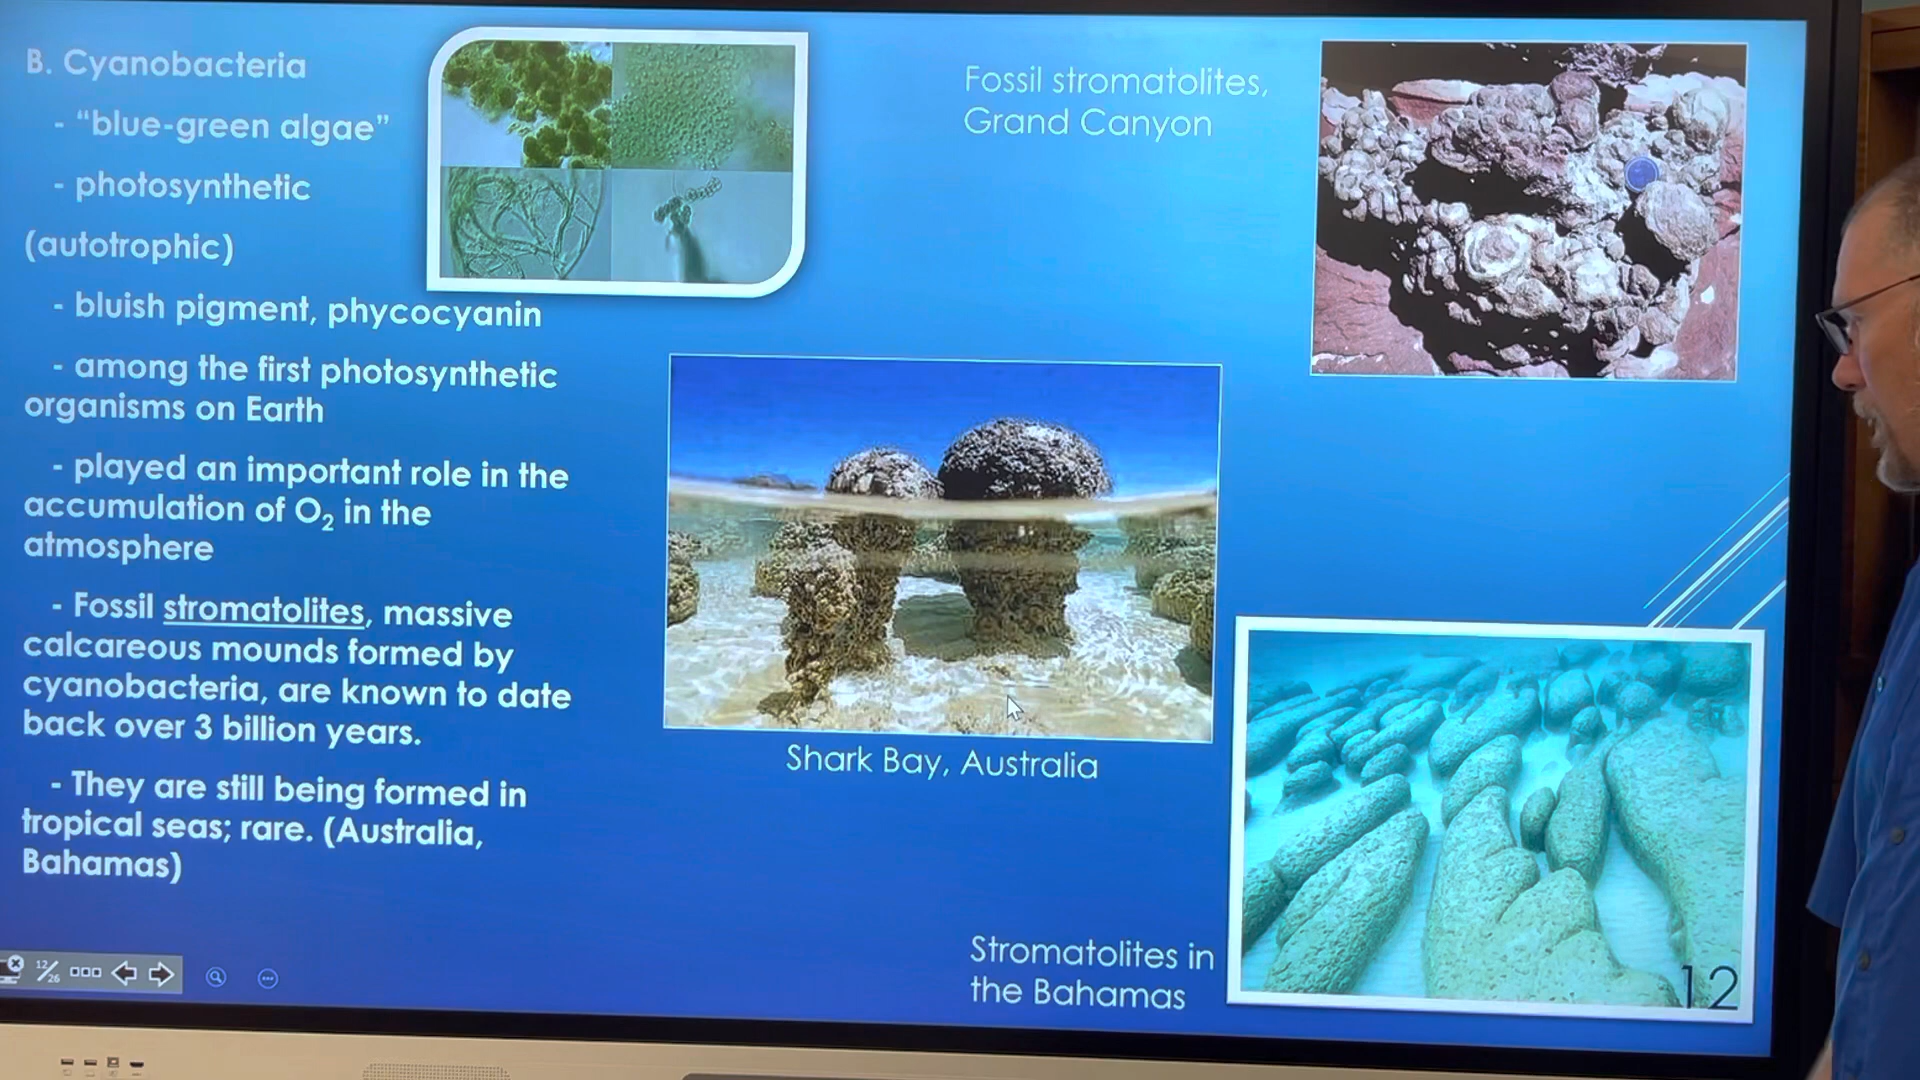 B. Cyanobacteria
- “blue-green algae”
- photosynthetic
(autotrophic)
- bluish pigment, phycocyanin
- among the first photosynthetic
organisms on Earth
- played an important role in the
accumulation of O₂ in the
atmosphere
- Fossil stromatolites, massive
calcareous mounds formed by
cyanobacteria, are known to date
back over 3 billion years.
- They are still being formed in
tropical seas; rare. (Australia,
Bahamas)
Fossil stromatolites,
Grand Canyon
Shark Bay, Australia
Stromatolites in
the Bahamas
12
12/26